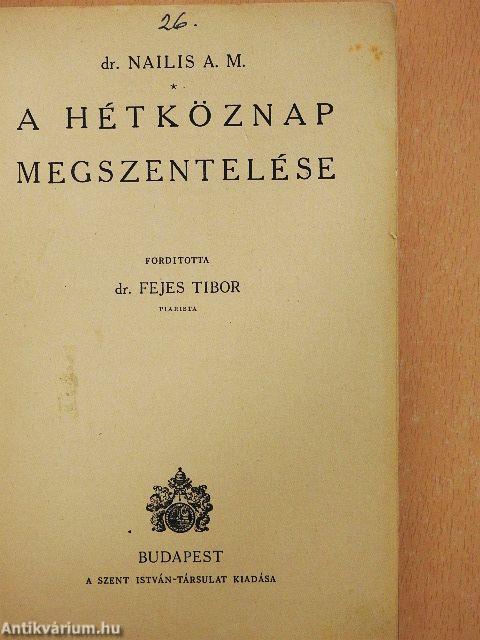 26.
dr. NAILIS A. M.
*
A HÉTKÖZNAP
MEGSZENTELÉSE
FORDITOTTA
dr. FEJES TIBOR
PIARISTA
BUDAPEST
A SZENT ISTVÁN-TÁRSULAT KIADÁSA
Antikvárium.hu